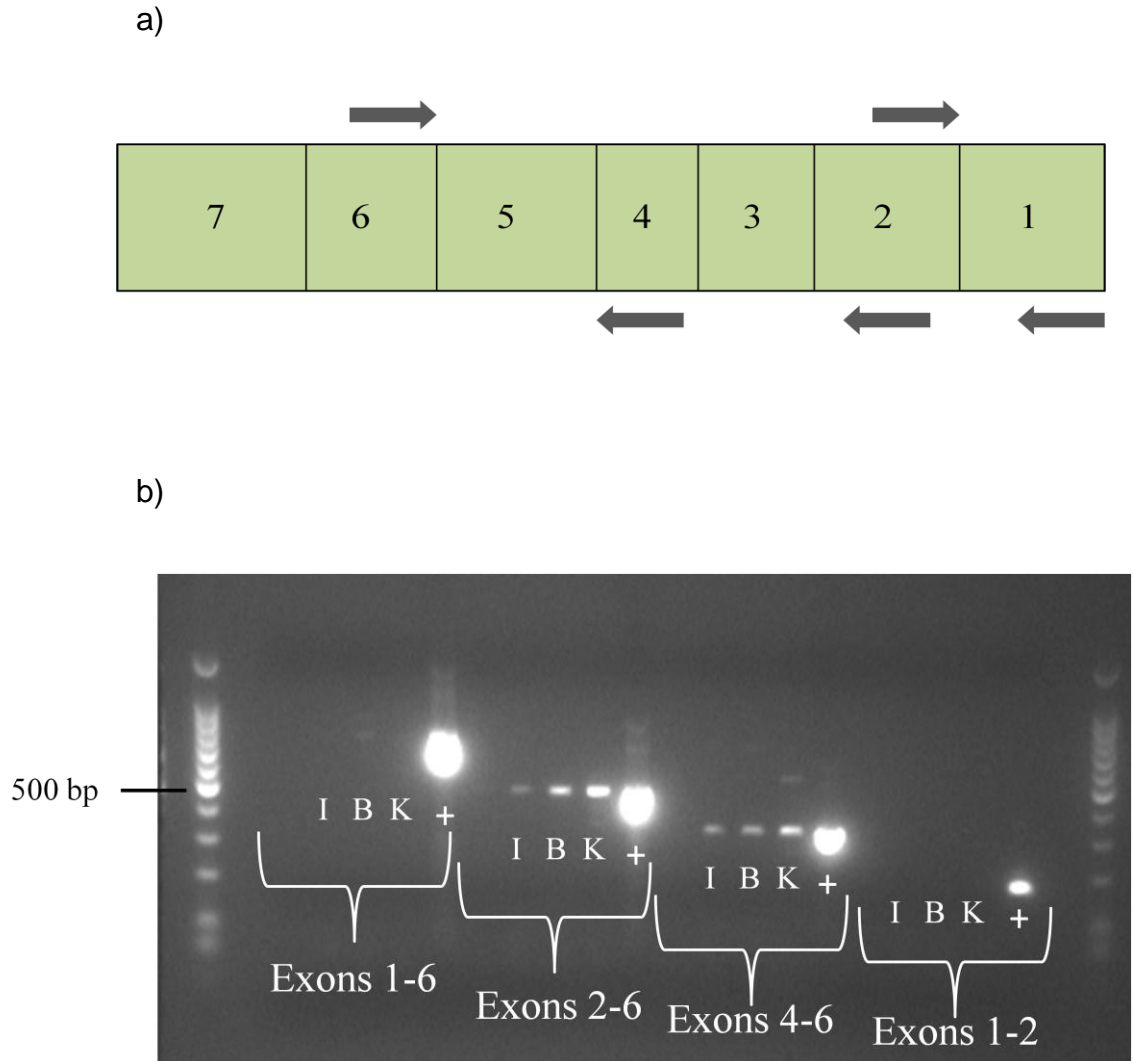 a)
7 6 5 4 3 2 1
b)
500 bp
I B K +
I B K +
I B K +
I B K +
Exons 1-6
Exons 2-6
Exons 4-6
Exons 1-2